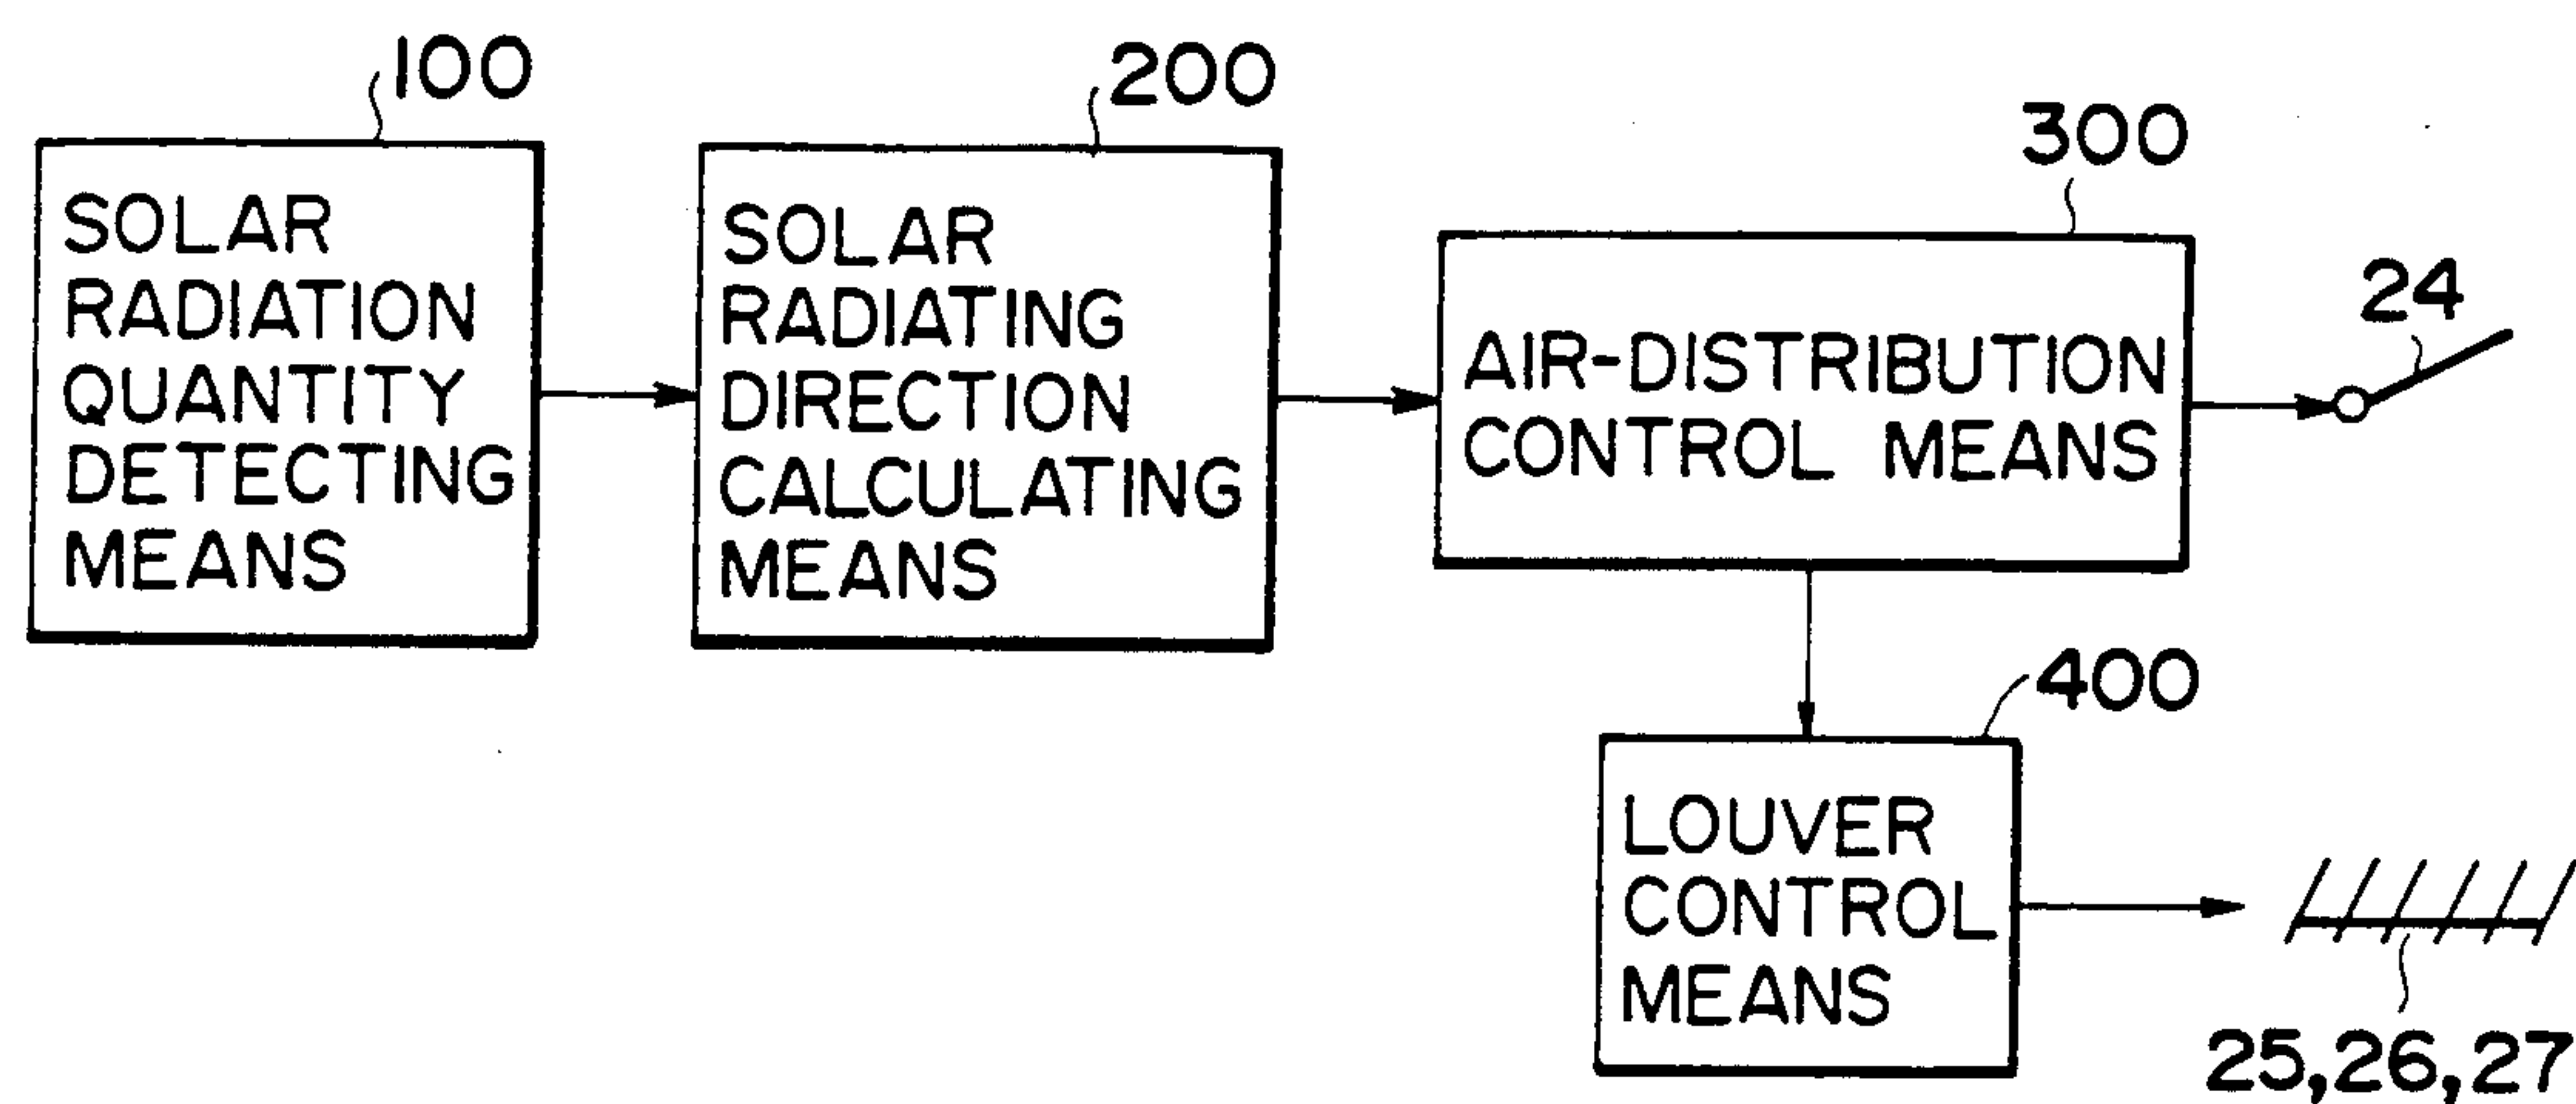 100
SOLAR
RADIATION
QUANTITY
DETECTING
MEANS
200
SOLAR
RADIATING
DIRECTION
CALCULATING
MEANS
300
AIR-DISTRIBUTION
CONTROL MEANS
24
400
LOUVER
CONTROL
MEANS
25,26,27